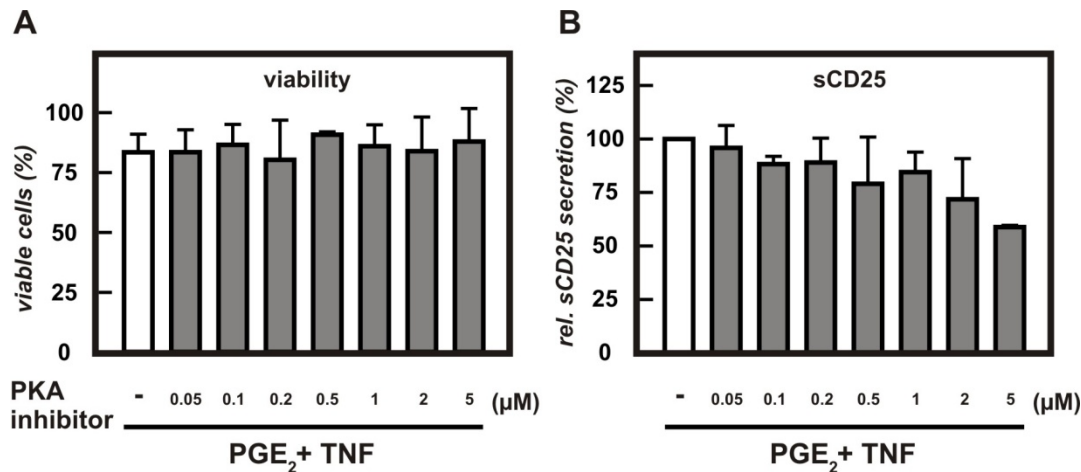 A
viability
viable cells (%)
100
75
50
25
0
PKA inhibitor
- 0.05 0.1 0.2 0.5 1 2 5 (µM)
PGE₂+ TNF
B
sCD25
rel. sCD25 secretion (%)
125
100
75
50
25
0
- 0.05 0.1 0.2 0.5 1 2 5 (µM)
PGE₂+ TNF